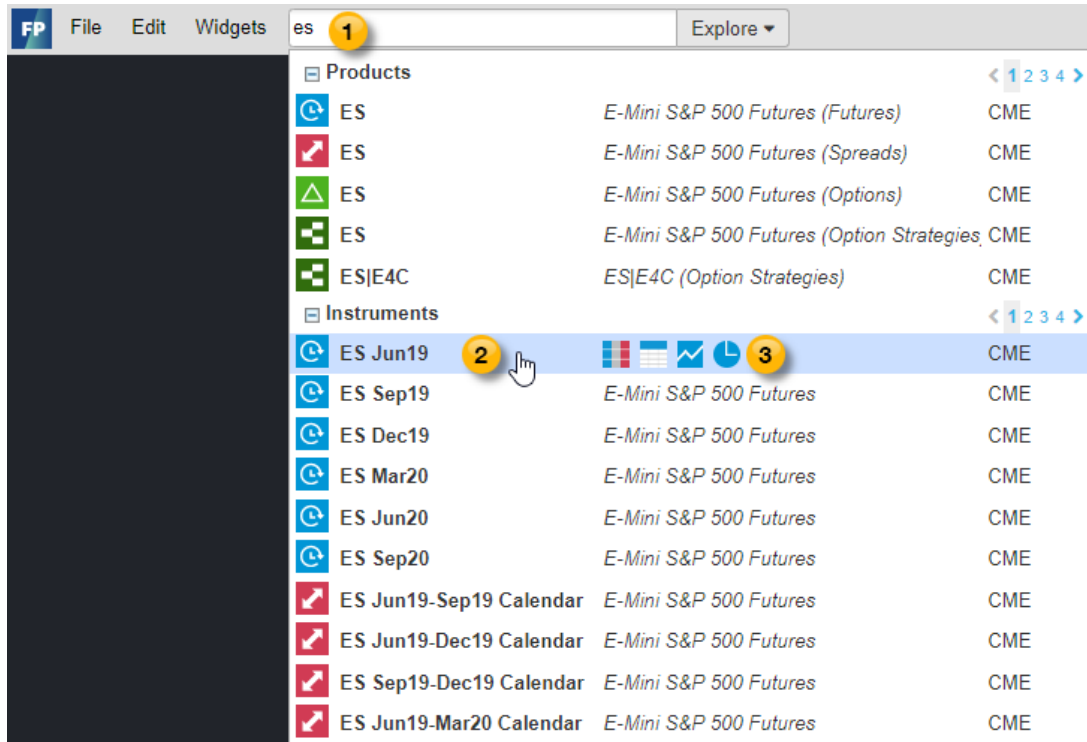 FP File Edit Widgets es 1 Explore
Products 1 2 3 4
ES E-Mini S&P 500 Futures (Futures) CME
ES E-Mini S&P 500 Futures (Spreads) CME
ES E-Mini S&P 500 Futures (Options) CME
ES E-Mini S&P 500 Futures (Option Strategies CME
ES|E4C ES|E4C (Option Strategies) CME
Instruments 1 2 3 4
ES Jun19 2 3 CME
ES Sep19 E-Mini S&P 500 Futures CME
ES Dec19 E-Mini S&P 500 Futures CME
ES Mar20 E-Mini S&P 500 Futures CME
ES Jun20 E-Mini S&P 500 Futures CME
ES Sep20 E-Mini S&P 500 Futures CME
ES Jun19-Sep19 Calendar E-Mini S&P 500 Futures CME
ES Jun19-Dec19 Calendar E-Mini S&P 500 Futures CME
ES Sep19-Dec19 Calendar E-Mini S&P 500 Futures CME
ES Jun19-Mar20 Calendar E-Mini S&P 500 Futures CME